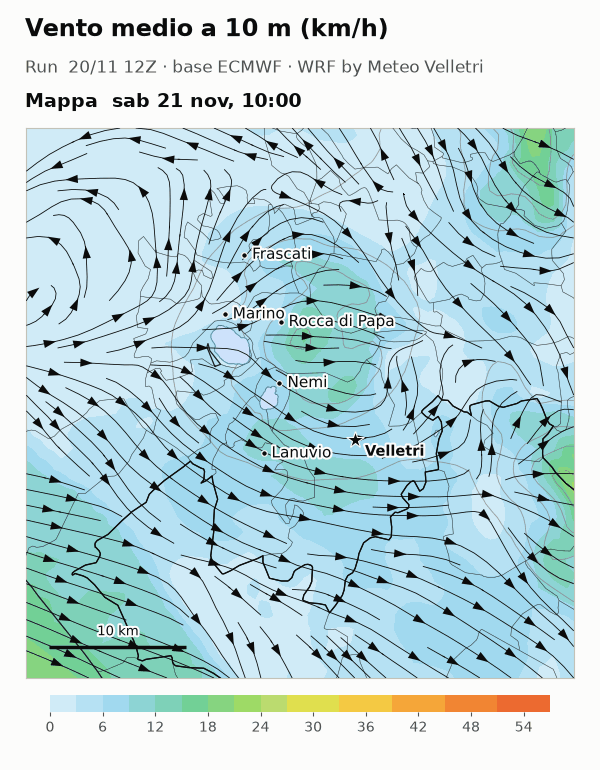 Vento medio a 10 m (km/h)
Run 20/11 12Z · base ECMWF · WRF by Meteo Velletri
Mappa sab 21 nov, 10:00
Frascati
Marino
Rocca di Papa
Nemi
Velletri
Lanuvio
10 km
0 6 12 18 24 30 36 42 48 54